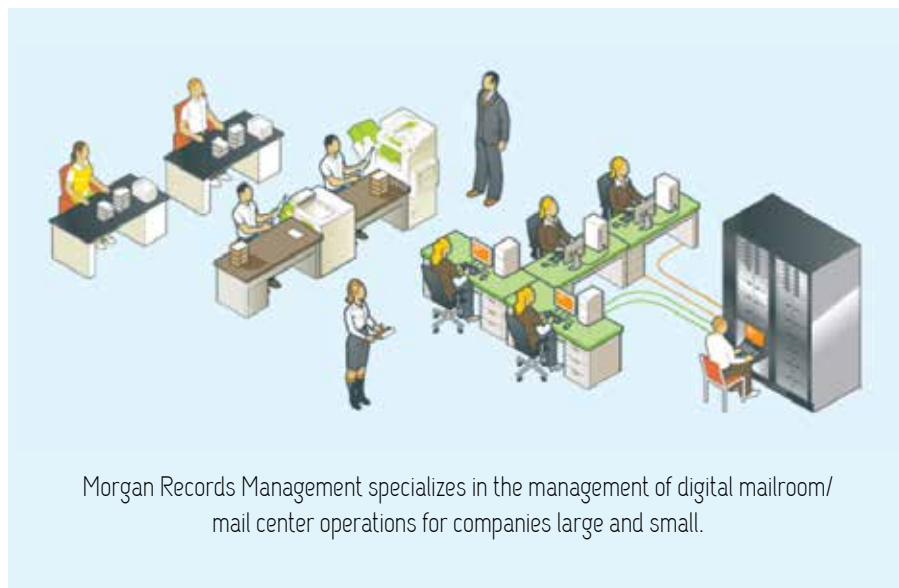 Morgan Records Management specializes in the management of digital mailroom/
mail center operations for companies large and small.